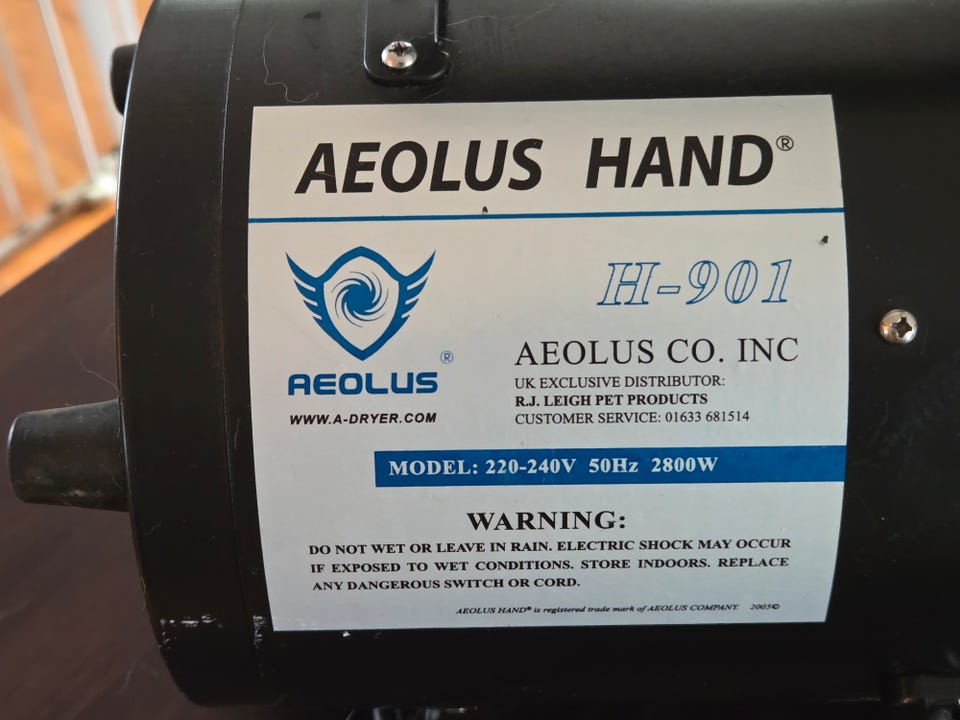 AEOLUS HAND®
H-901
®
AEOLUS
WWW.A-DRYER.COM
AEOLUS CO. INC
UK EXCLUSIVE DISTRIBUTOR:
R.J. LEIGH PET PRODUCTS
CUSTOMER SERVICE: 01633 681514
MODEL: 220-240V 50Hz 2800W
WARNING:
DO NOT WET OR LEAVE IN RAIN. ELECTRIC SHOCK MAY OCCUR
IF EXPOSED TO WET CONDITIONS. STORE INDOORS. REPLACE
ANY DANGEROUS SWITCH OR CORD.
AEOLUS HAND® is registered trade mark of AEOLUS COMPANY. 2005©